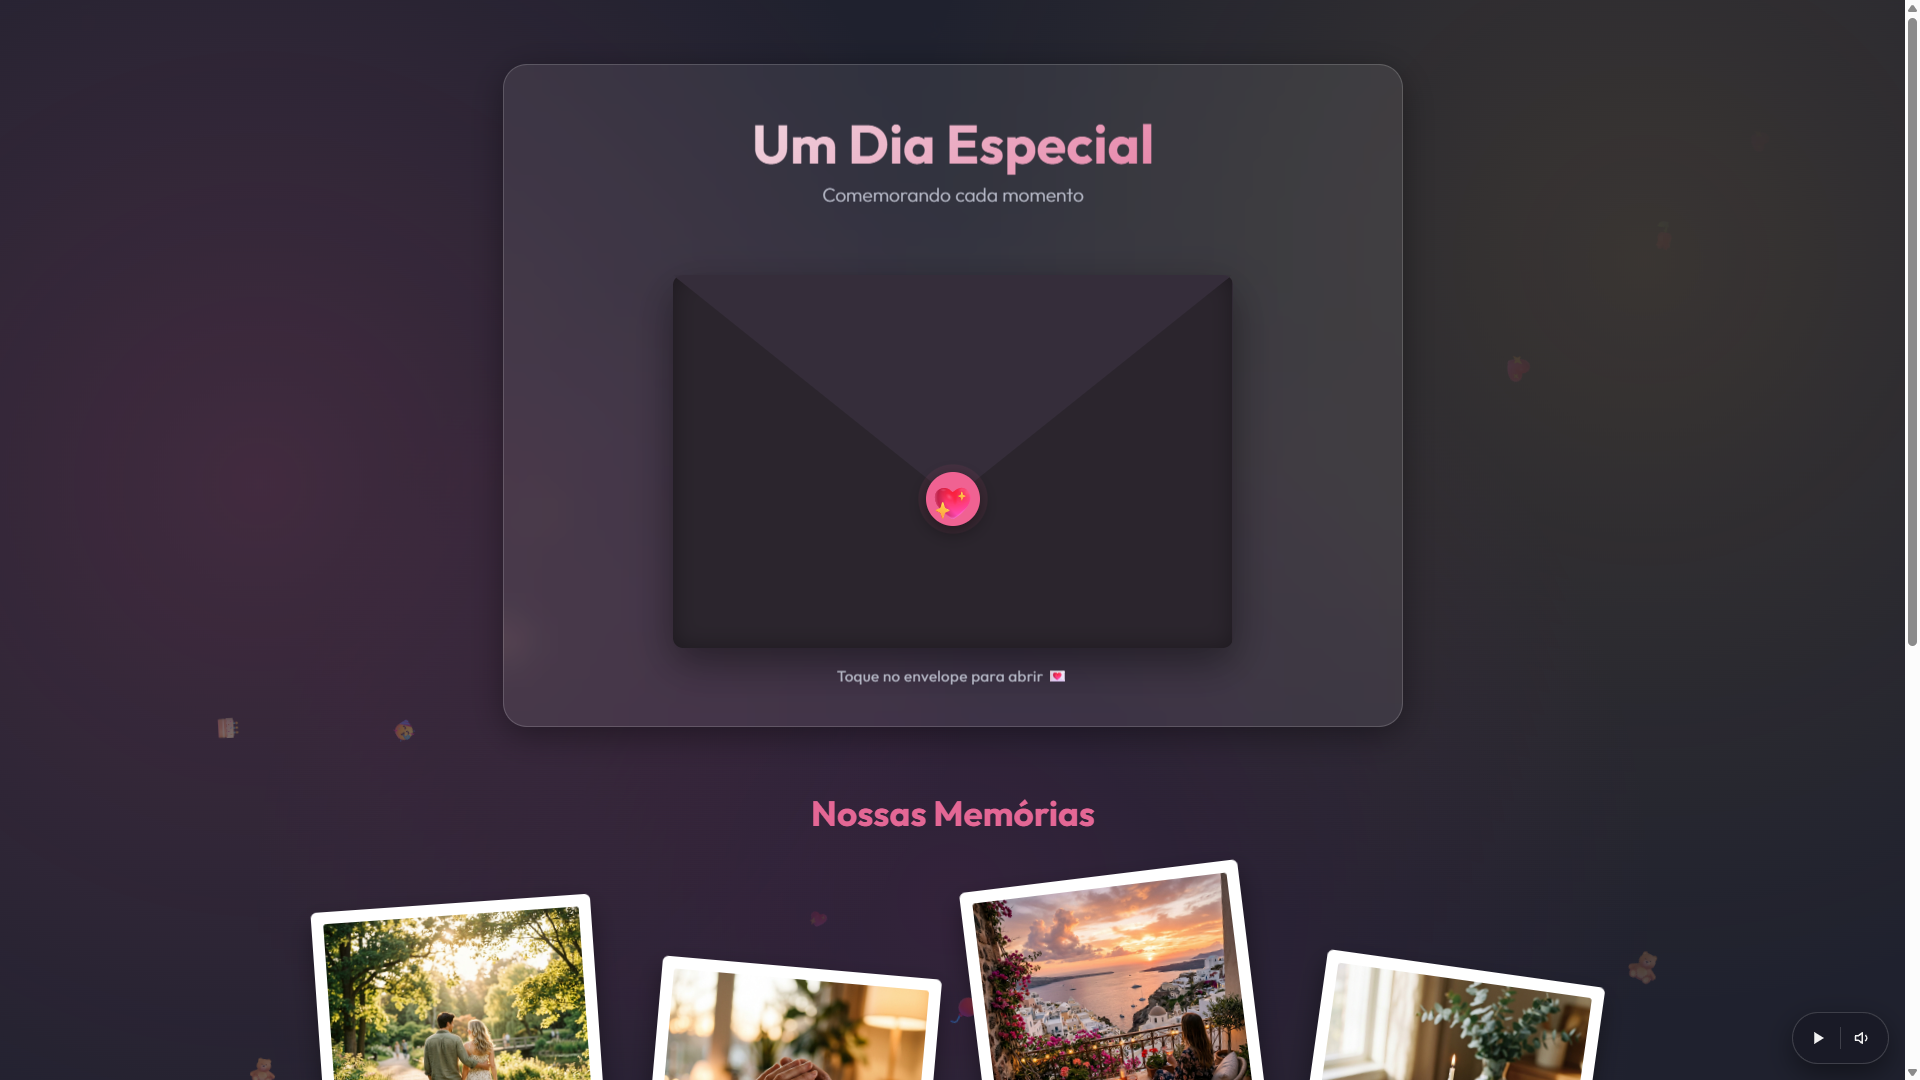 Um Dia Especial
Comemorando cada momento
Toque no envelope para abrir 💌
Nossas Memórias